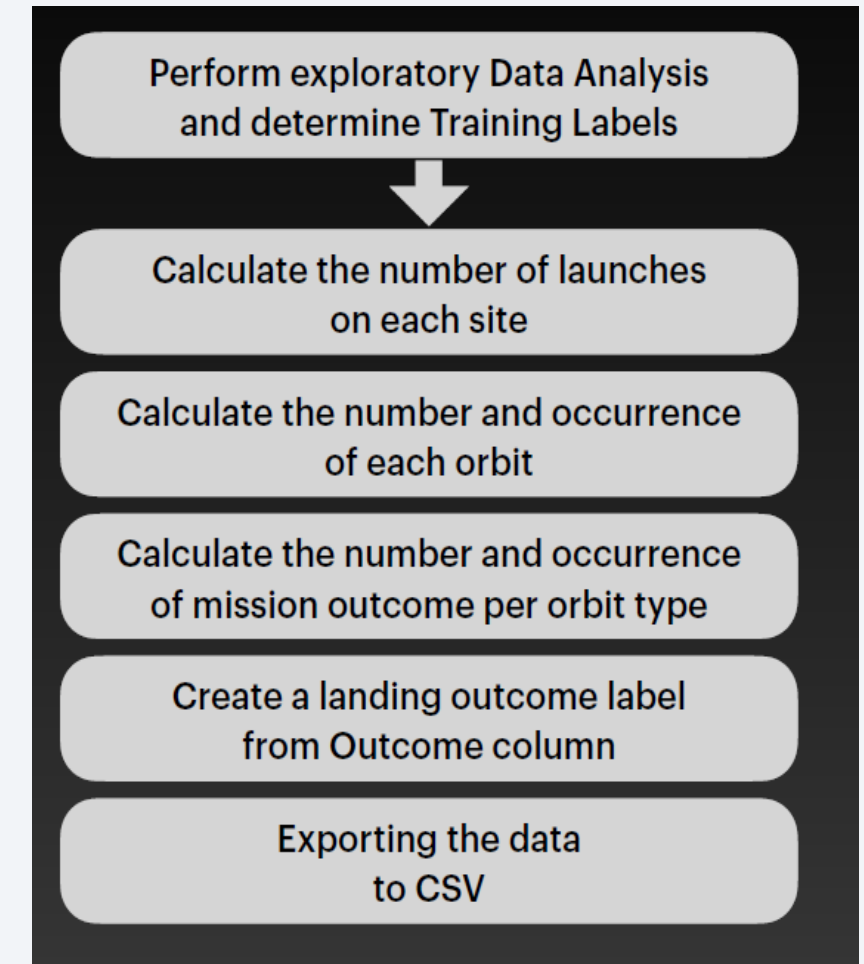 Perform exploratory Data Analysis
and determine Training Labels
Calculate the number of launches
on each site
Calculate the number and occurrence
of each orbit
Calculate the number and occurrence
of mission outcome per orbit type
Create a landing outcome label
from Outcome column
Exporting the data
to CSV